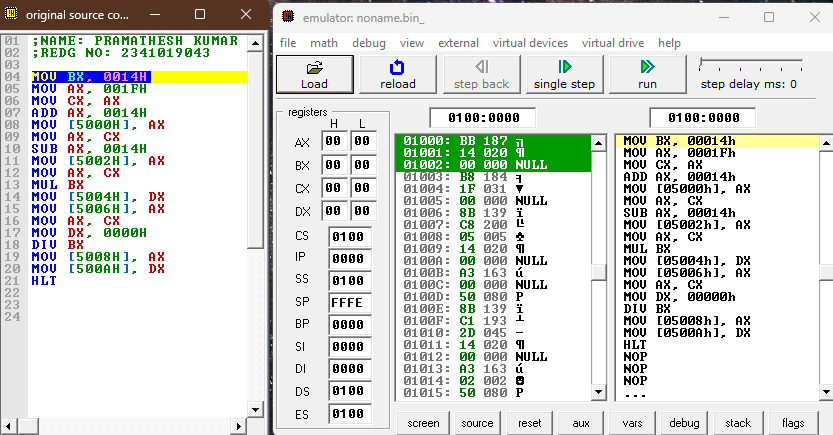 original source co...
01 ;NAME: PRAMATHESH KUMAR
02 ;REDG NO: 2341019043
03
04 MOV BX, 0014H
05 MOV AX, 001FH
06 MOV CX, AX
07 ADD AX, 0014H
08 MOV [5000H], AX
09 MOV AX, CX
10 SUB AX, 0014H
11 MOV [5002H], AX
12 MOV AX, CX
13 MUL BX
14 MOV [5004H], DX
15 MOV [5006H], AX
16 MOV AX, CX
17 MOV DX, 0000H
18 DIV BX
19 MOV [5008H], AX
20 MOV [500AH], DX
21 HLT
22
23
24
emulator: noname.bin_
file math debug view external virtual devices virtual drive help
Load reload step back single step run step delay ms: 0
registers
H L
AX 00 00
BX 00 00
CX 00 00
DX 00 00
CS 0100
IP 0000
SS 0100
SP FFFE
BP 0000
SI 0000
DI 0000
DS 0100
ES 0100
0100:0000 0100:0000
01000: BB 187 ╗
01001: 14 020 ¶
01002: 00 000 NULL
01003: B8 184 ╕
01004: 1F 031 ▼
01005: 00 000 NULL
01006: 8B 139 ï
01007: C8 200 ╚
01008: 05 005 ♣
01009: 14 020 ¶
0100A: 00 000 NULL
0100B: A3 163 ú
0100C: 00 000 NULL
0100D: 50 080 P
0100E: 8B 139 ï
0100F: C1 193 ┴
01010: 2D 045 -
01011: 14 020 ¶
01012: 00 000 NULL
01013: A3 163 ú
01014: 02 002 ☻
01015: 50 080 P
MOV BX, 00014h
MOV AX, 0001Fh
MOV CX, AX
ADD AX, 00014h
MOV [05000h], AX
MOV AX, CX
SUB AX, 00014h
MOV [05002h], AX
MOV AX, CX
MUL BX
MOV [05004h], DX
MOV [05006h], AX
MOV AX, CX
MOV DX, 00000h
DIV BX
MOV [05008h], AX
MOV [0500Ah], DX
HLT
NOP
NOP
NOP
...
screen source reset aux vars debug stack flags